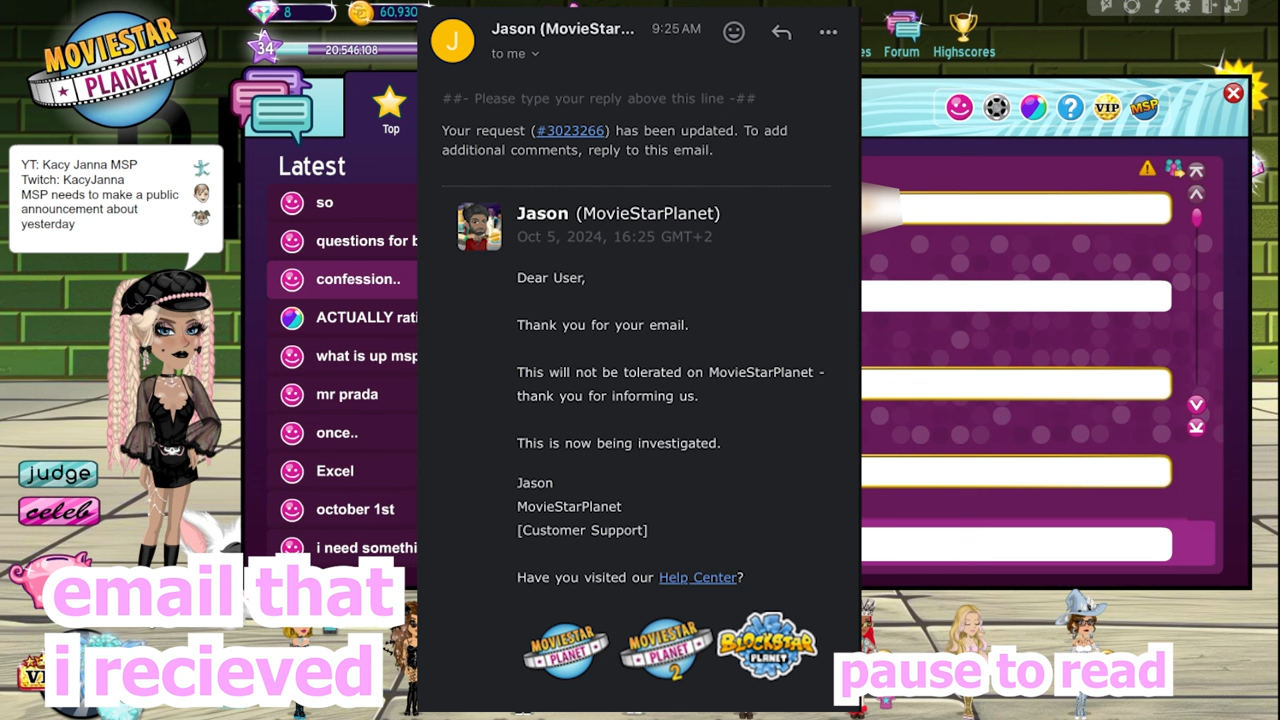 MOVIESTAR
PLANET
8
60.930
34
20.546.108
Forum
Highscores
YT: Kacy Janna MSP
Twitch: KacyJanna
MSP needs to make a public
announcement about
yesterday
Top
Latest
so
questions for b
confession..
ACTUALLY rati
what is up msp
mr prada
once..
Excel
october 1st
i need somethi
judge
celeb
J
Jason (MovieStar...
9:25 AM
to me
##- Please type your reply above this line -##
Your request (#3023266) has been updated. To add
additional comments, reply to this email.
Jason (MovieStarPlanet)
Oct 5, 2024, 16:25 GMT+2
Dear User,
Thank you for your email.
This will not be tolerated on MovieStarPlanet -
thank you for informing us.
This is now being investigated.
Jason
MovieStarPlanet
[Customer Support]
Have you visited our Help Center?
MOVIESTAR
PLANET
MOVIESTAR
PLANET
2
BLOCKSTAR
PLANET
VIP
MSP
email that
i recieved
pause to read